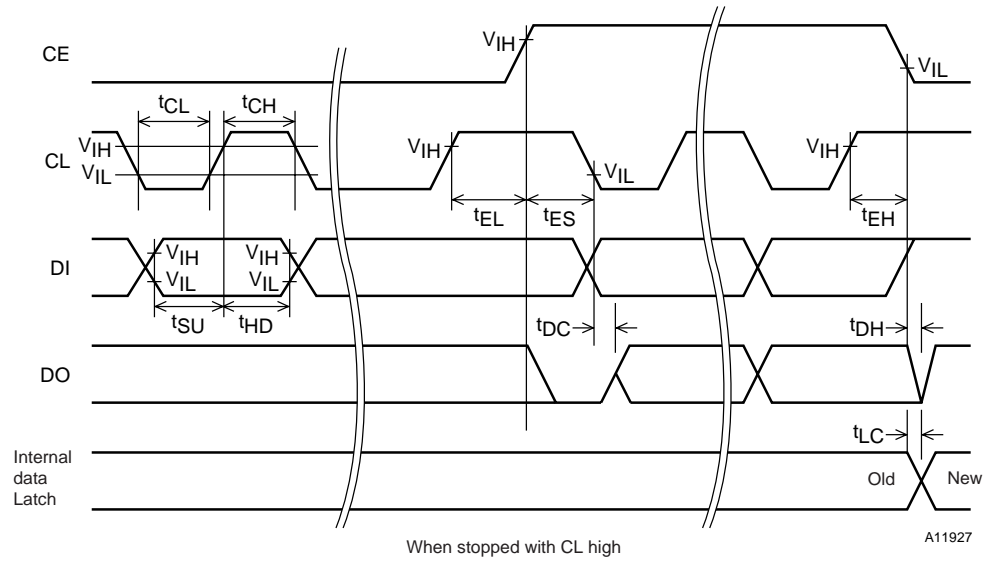 CE
VIH
VIL
tCL
tCH
CL
VIH
VIL
VIH
VIL
VIH
tEL
tES
tEH
DI
VIH
VIL
VIH
VIL
tSU
tHD
tDC
tDH
DO
tLC
Internal
data
Latch
Old
New
A11927
When stopped with CL high